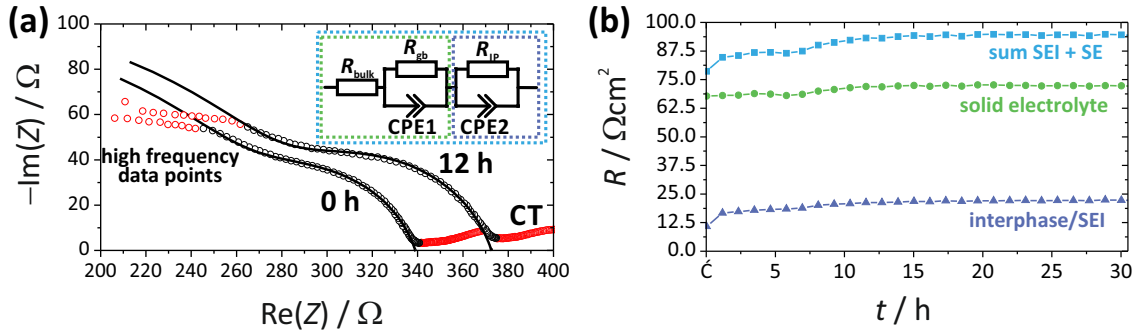 (a)
100
80
60
40
20
0
−Im(Z) / Ω
200 220 240 260 280 300 320 340 360 380 400
Re(Z) / Ω
high frequency
data points
0 h
12 h
CT
R_bulk
R_gb
R_IP
CPE1
CPE2
(b)
100.0
87.5
75.0
62.5
50.0
37.5
25.0
12.5
0.0
R / Ωcm²
Ć 5 10 15 20 25 30
t / h
sum SEI + SE
solid electrolyte
interphase/SEI